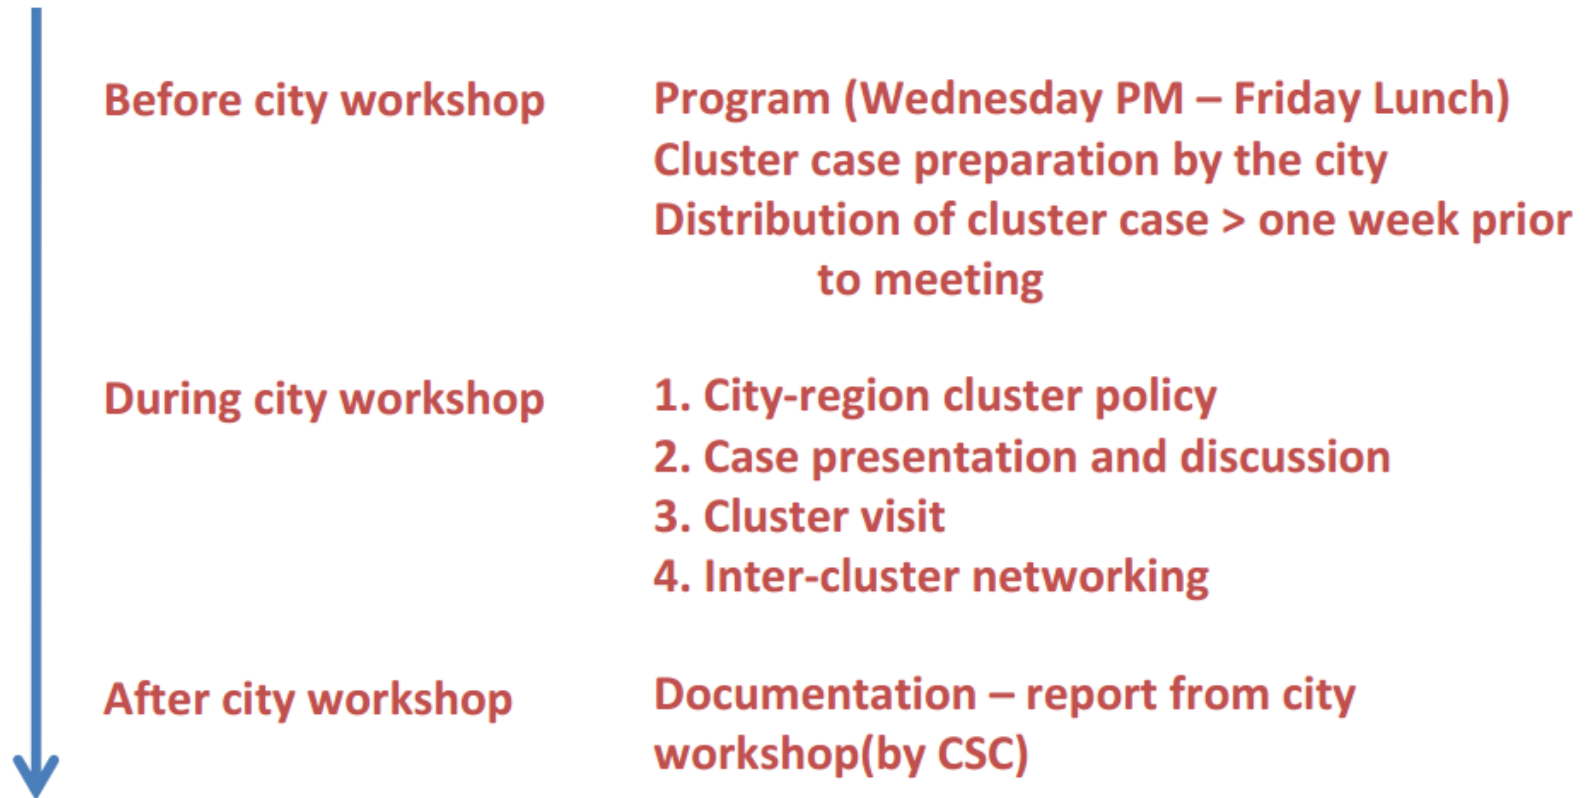 Before city workshop
Program (Wednesday PM – Friday Lunch)
Cluster case preparation by the city
Distribution of cluster case > one week prior
to meeting
During city workshop
1. City-region cluster policy
2. Case presentation and discussion
3. Cluster visit
4. Inter-cluster networking
After city workshop
Documentation – report from city
workshop(by CSC)